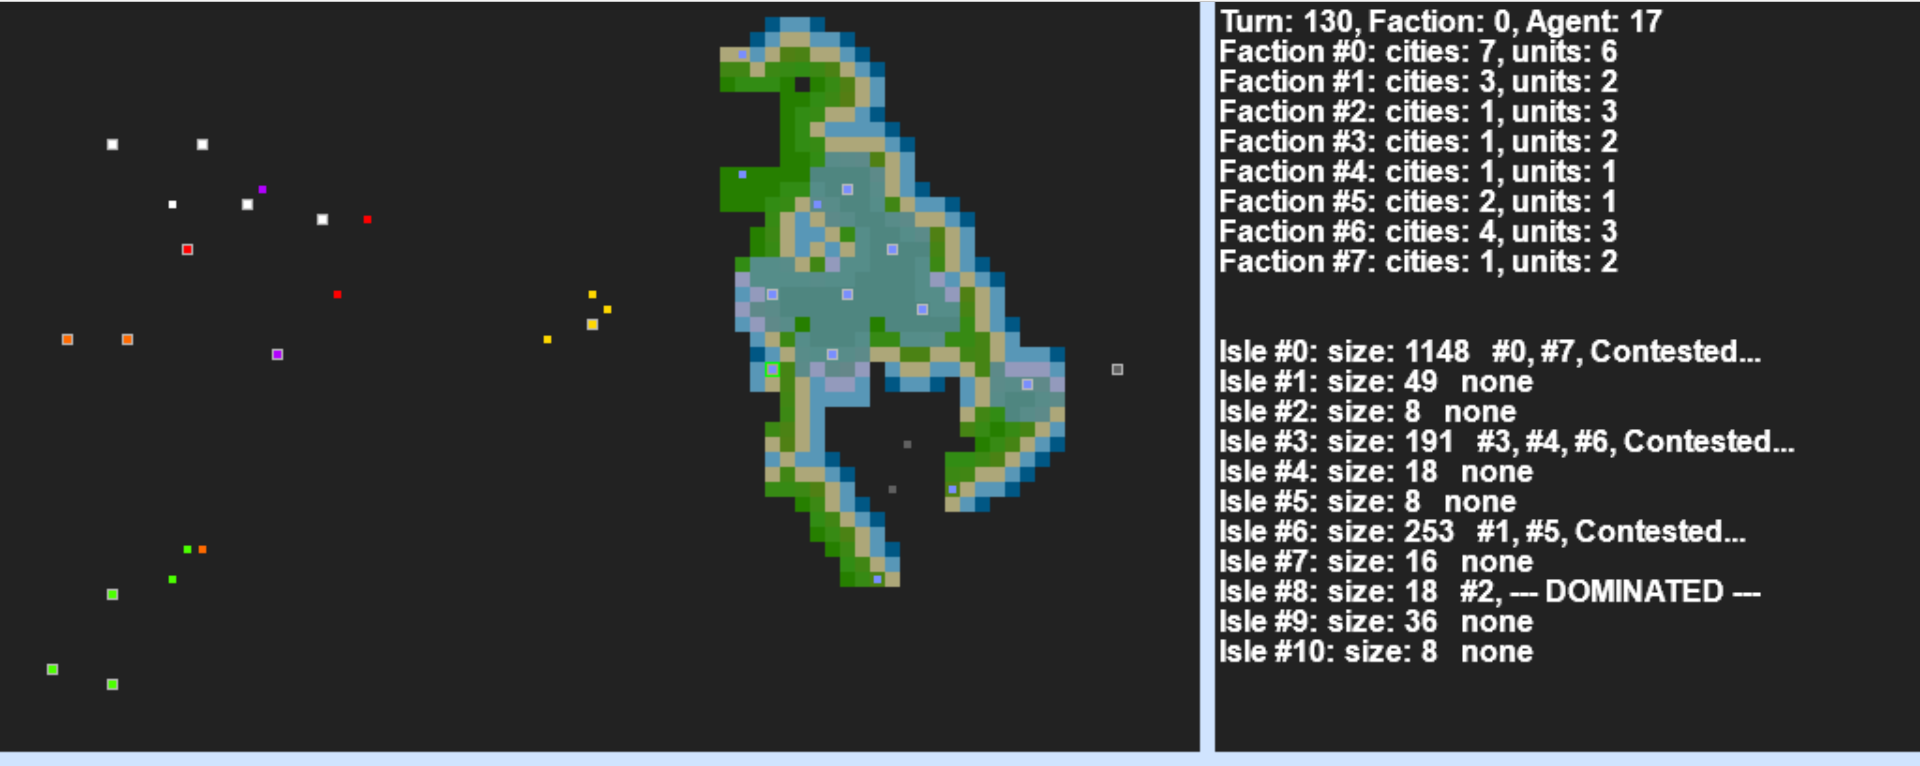 Turn: 130, Faction: 0, Agent: 17
Faction #0: cities: 7, units: 6
Faction #1: cities: 3, units: 2
Faction #2: cities: 1, units: 3
Faction #3: cities: 1, units: 2
Faction #4: cities: 1, units: 1
Faction #5: cities: 2, units: 1
Faction #6: cities: 4, units: 3
Faction #7: cities: 1, units: 2
Isle #0: size: 1148 #0, #7, Contested...
Isle #1: size: 49 none
Isle #2: size: 8 none
Isle #3: size: 191 #3, #4, #6, Contested...
Isle #4: size: 18 none
Isle #5: size: 8 none
Isle #6: size: 253 #1, #5, Contested...
Isle #7: size: 16 none
Isle #8: size: 18 #2, --- DOMINATED ---
Isle #9: size: 36 none
Isle #10: size: 8 none